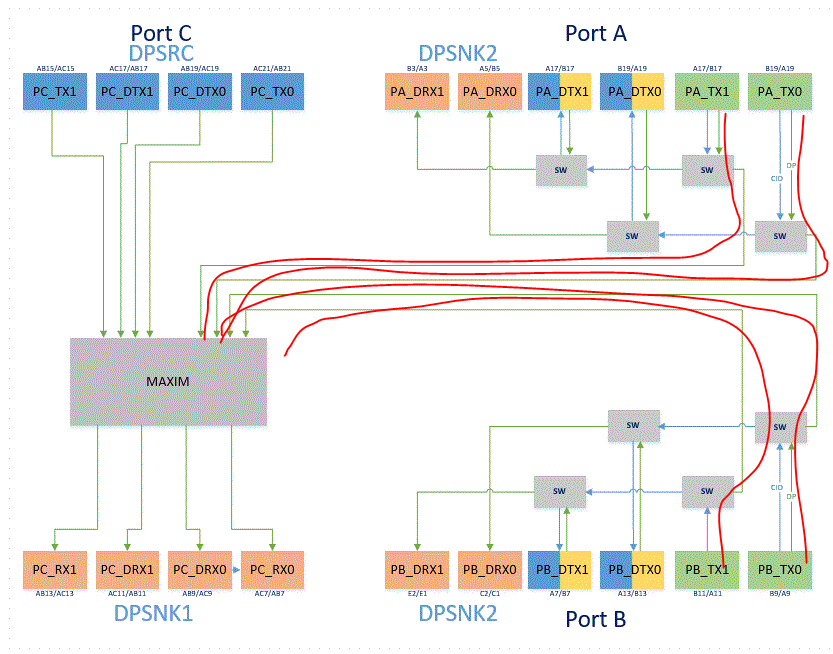 Port C
DPSRC
DPSNK2
Port A
AB15/AC15
AC17/AB17
AB19/AC19
AC21/AB21
B3/A3
A5/B5
A17/B17
B19/A19
A17/B17
B19/A19
PC_TX1
PC_DTX1
PC_DTX0
PC_TX0
PA_DRX1
PA_DRX0
PA_DTX1
PA_DTX0
PA_TX1
PA_TX0
SW
SW
DP
CID
SW
SW
MAXIM
SW
SW
SW
SW
CID
DP
PC_RX1
PC_DRX1
PC_DRX0
PC_RX0
PB_DRX1
PB_DRX0
PB_DTX1
PB_DTX0
PB_TX1
PB_TX0
AB13/AC13
AC11/AB11
AB9/AC9
AC7/AB7
E2/E1
C2/C1
A7/B7
A13/B13
B11/A11
B9/A9
DPSNK1
DPSNK2
Port B